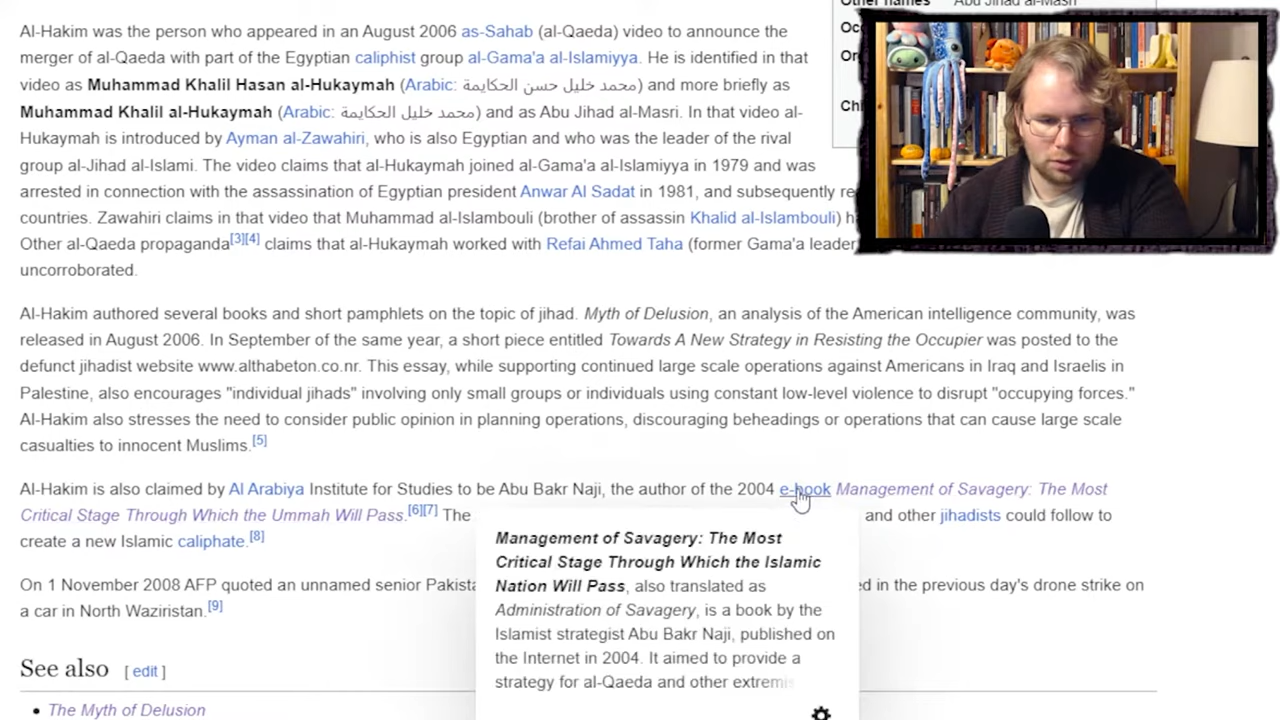 Other names Abu Jihad al-Masri
Al-Hakim was the person who appeared in an August 2006 as-Sahab (al-Qaeda) video to announce the
merger of al-Qaeda with part of the Egyptian caliphist group al-Gama'a al-Islamiyya. He is identified in that
video as Muhammad Khalil Hasan al-Hukaymah (Arabic: محمد خليل حسن الحكايمة) and more briefly as
Muhammad Khalil al-Hukaymah (Arabic: محمد خليل الحكايمة) and as Abu Jihad al-Masri. In that video al-
Hukaymah is introduced by Ayman al-Zawahiri, who is also Egyptian and who was the leader of the rival
group al-Jihad al-Islami. The video claims that al-Hukaymah joined al-Gama'a al-Islamiyya in 1979 and was
arrested in connection with the assassination of Egyptian president Anwar Al Sadat in 1981, and subsequently
countries. Zawahiri claims in that video that Muhammad al-Islambouli (brother of assassin Khalid al-Islambouli)
Other al-Qaeda propaganda[3][4] claims that al-Hukaymah worked with Refai Ahmed Taha (former Gama'a leader
uncorroborated.
Al-Hakim authored several books and short pamphlets on the topic of jihad. Myth of Delusion, an analysis of the American intelligence community, was
released in August 2006. In September of the same year, a short piece entitled Towards A New Strategy in Resisting the Occupier was posted to the
defunct jihadist website www.althabeton.co.nr. This essay, while supporting continued large scale operations against Americans in Iraq and Israelis in
Palestine, also encourages "individual jihads" involving only small groups or individuals using constant low-level violence to disrupt "occupying forces."
Al-Hakim also stresses the need to consider public opinion in planning operations, discouraging beheadings or operations that can cause large scale
casualties to innocent Muslims.[5]
Al-Hakim is also claimed by Al Arabiya Institute for Studies to be Abu Bakr Naji, the author of the 2004 e-book Management of Savagery: The Most
Critical Stage Through Which the Ummah Will Pass.[6][7] The and other jihadists could follow to
create a new Islamic caliphate.[8]
On 1 November 2008 AFP quoted an unnamed senior in the previous day's drone strike on
a car in North Waziristan.[9]
Management of Savagery: The Most
Critical Stage Through Which the Islamic
Nation Will Pass, also translated as
Administration of Savagery, is a book by the
Islamist strategist Abu Bakr Naji, published on
the Internet in 2004. It aimed to provide a
strategy for al-Qaeda and other
See also [ edit ]
• The Myth of Delusion